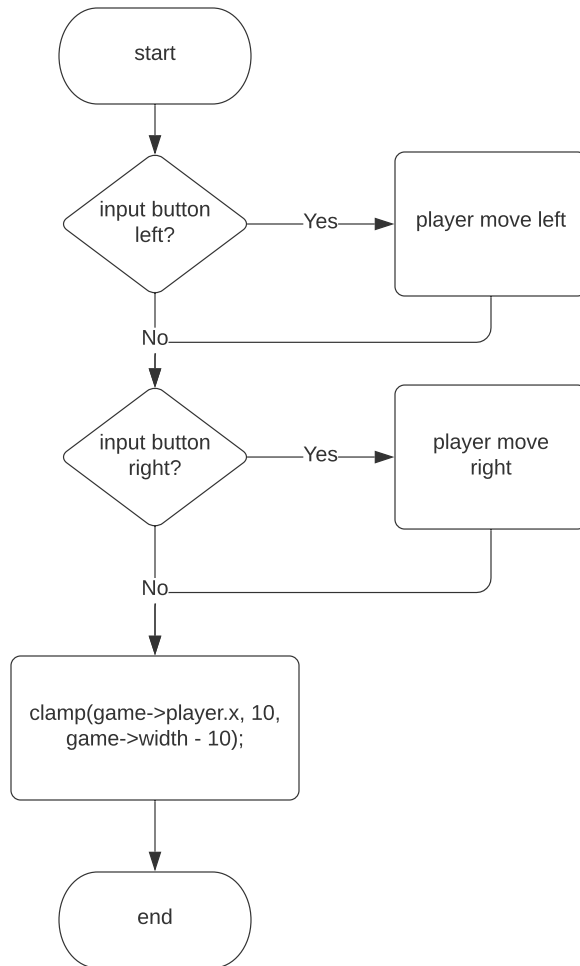 start
input button
left?
Yes
player move left
No
input button
right?
Yes
player move
right
No
clamp(game->player.x, 10,
game->width - 10);
end